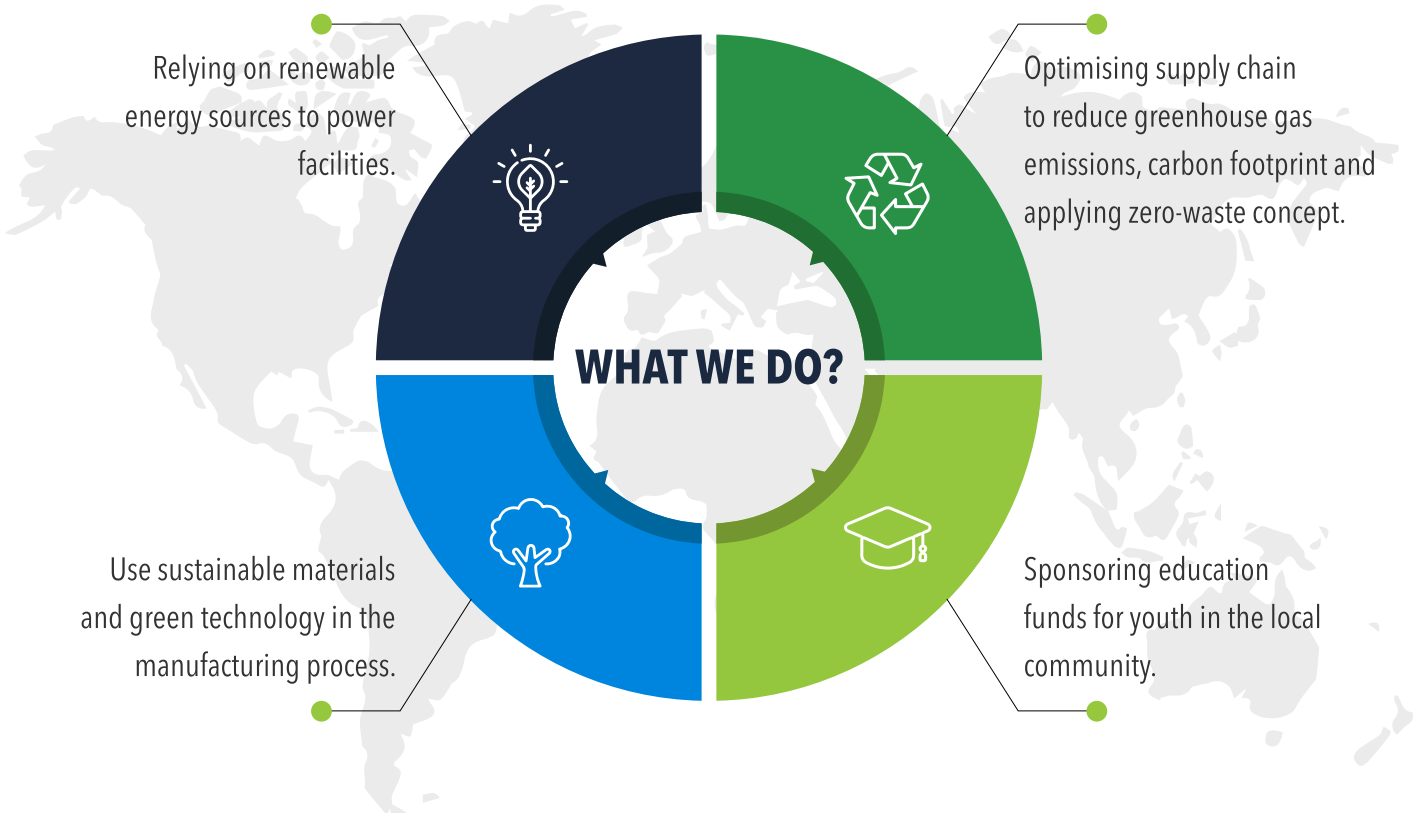 Relying on renewable
energy sources to power
facilities.
Optimising supply chain
to reduce greenhouse gas
emissions, carbon footprint and
applying zero-waste concept.
WHAT WE DO?
Use sustainable materials
and green technology in the
manufacturing process.
Sponsoring education
funds for youth in the local
community.